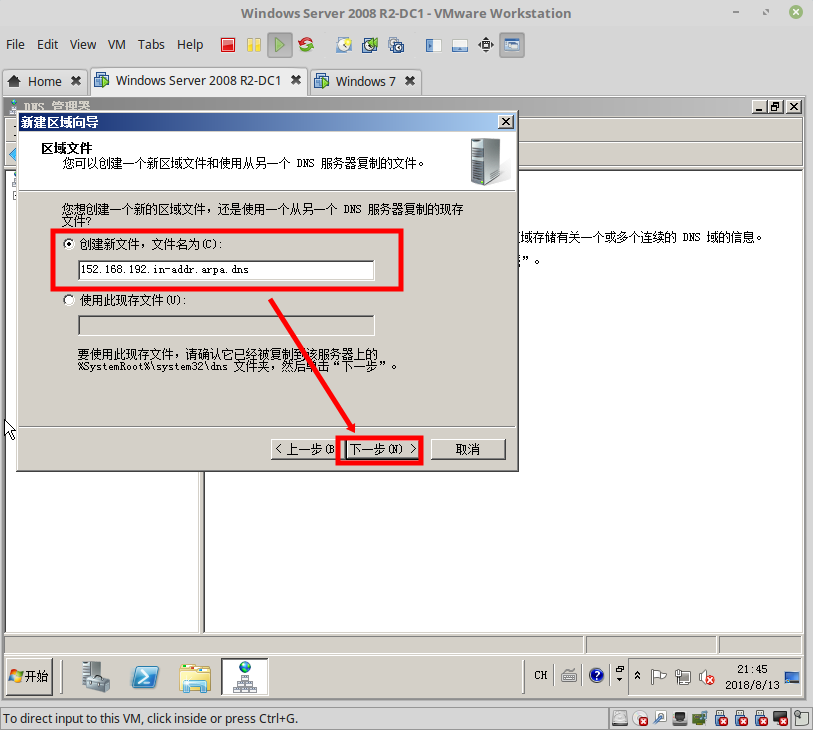 Windows Server 2008 R2-DC1 - VMware Workstation
File Edit View VM Tabs Help
Home Windows Server 2008 R2-DC1 Windows 7
DNS 管理器
新建区域向导
区域文件
您可以创建一个新区域文件和使用从另一个 DNS 服务器复制的文件。
您想创建一个新的区域文件，还是使用一个从另一个 DNS 服务器复制的现存
文件?
域存储有关一个或多个连续的 DNS 域的信息。
”。
创建新文件，文件名为(C):
152.168.192.in-addr.arpa.dns
使用此现存文件(U):
要使用此现存文件，请确认它已经被复制到该服务器上的
%SystemRoot%\system32\dns 文件夹，然后单击“下一步”。
< 上一步(B 下一步(N) > 取消
开始 CH 21:45
2018/8/13
To direct input to this VM, click inside or press Ctrl+G.